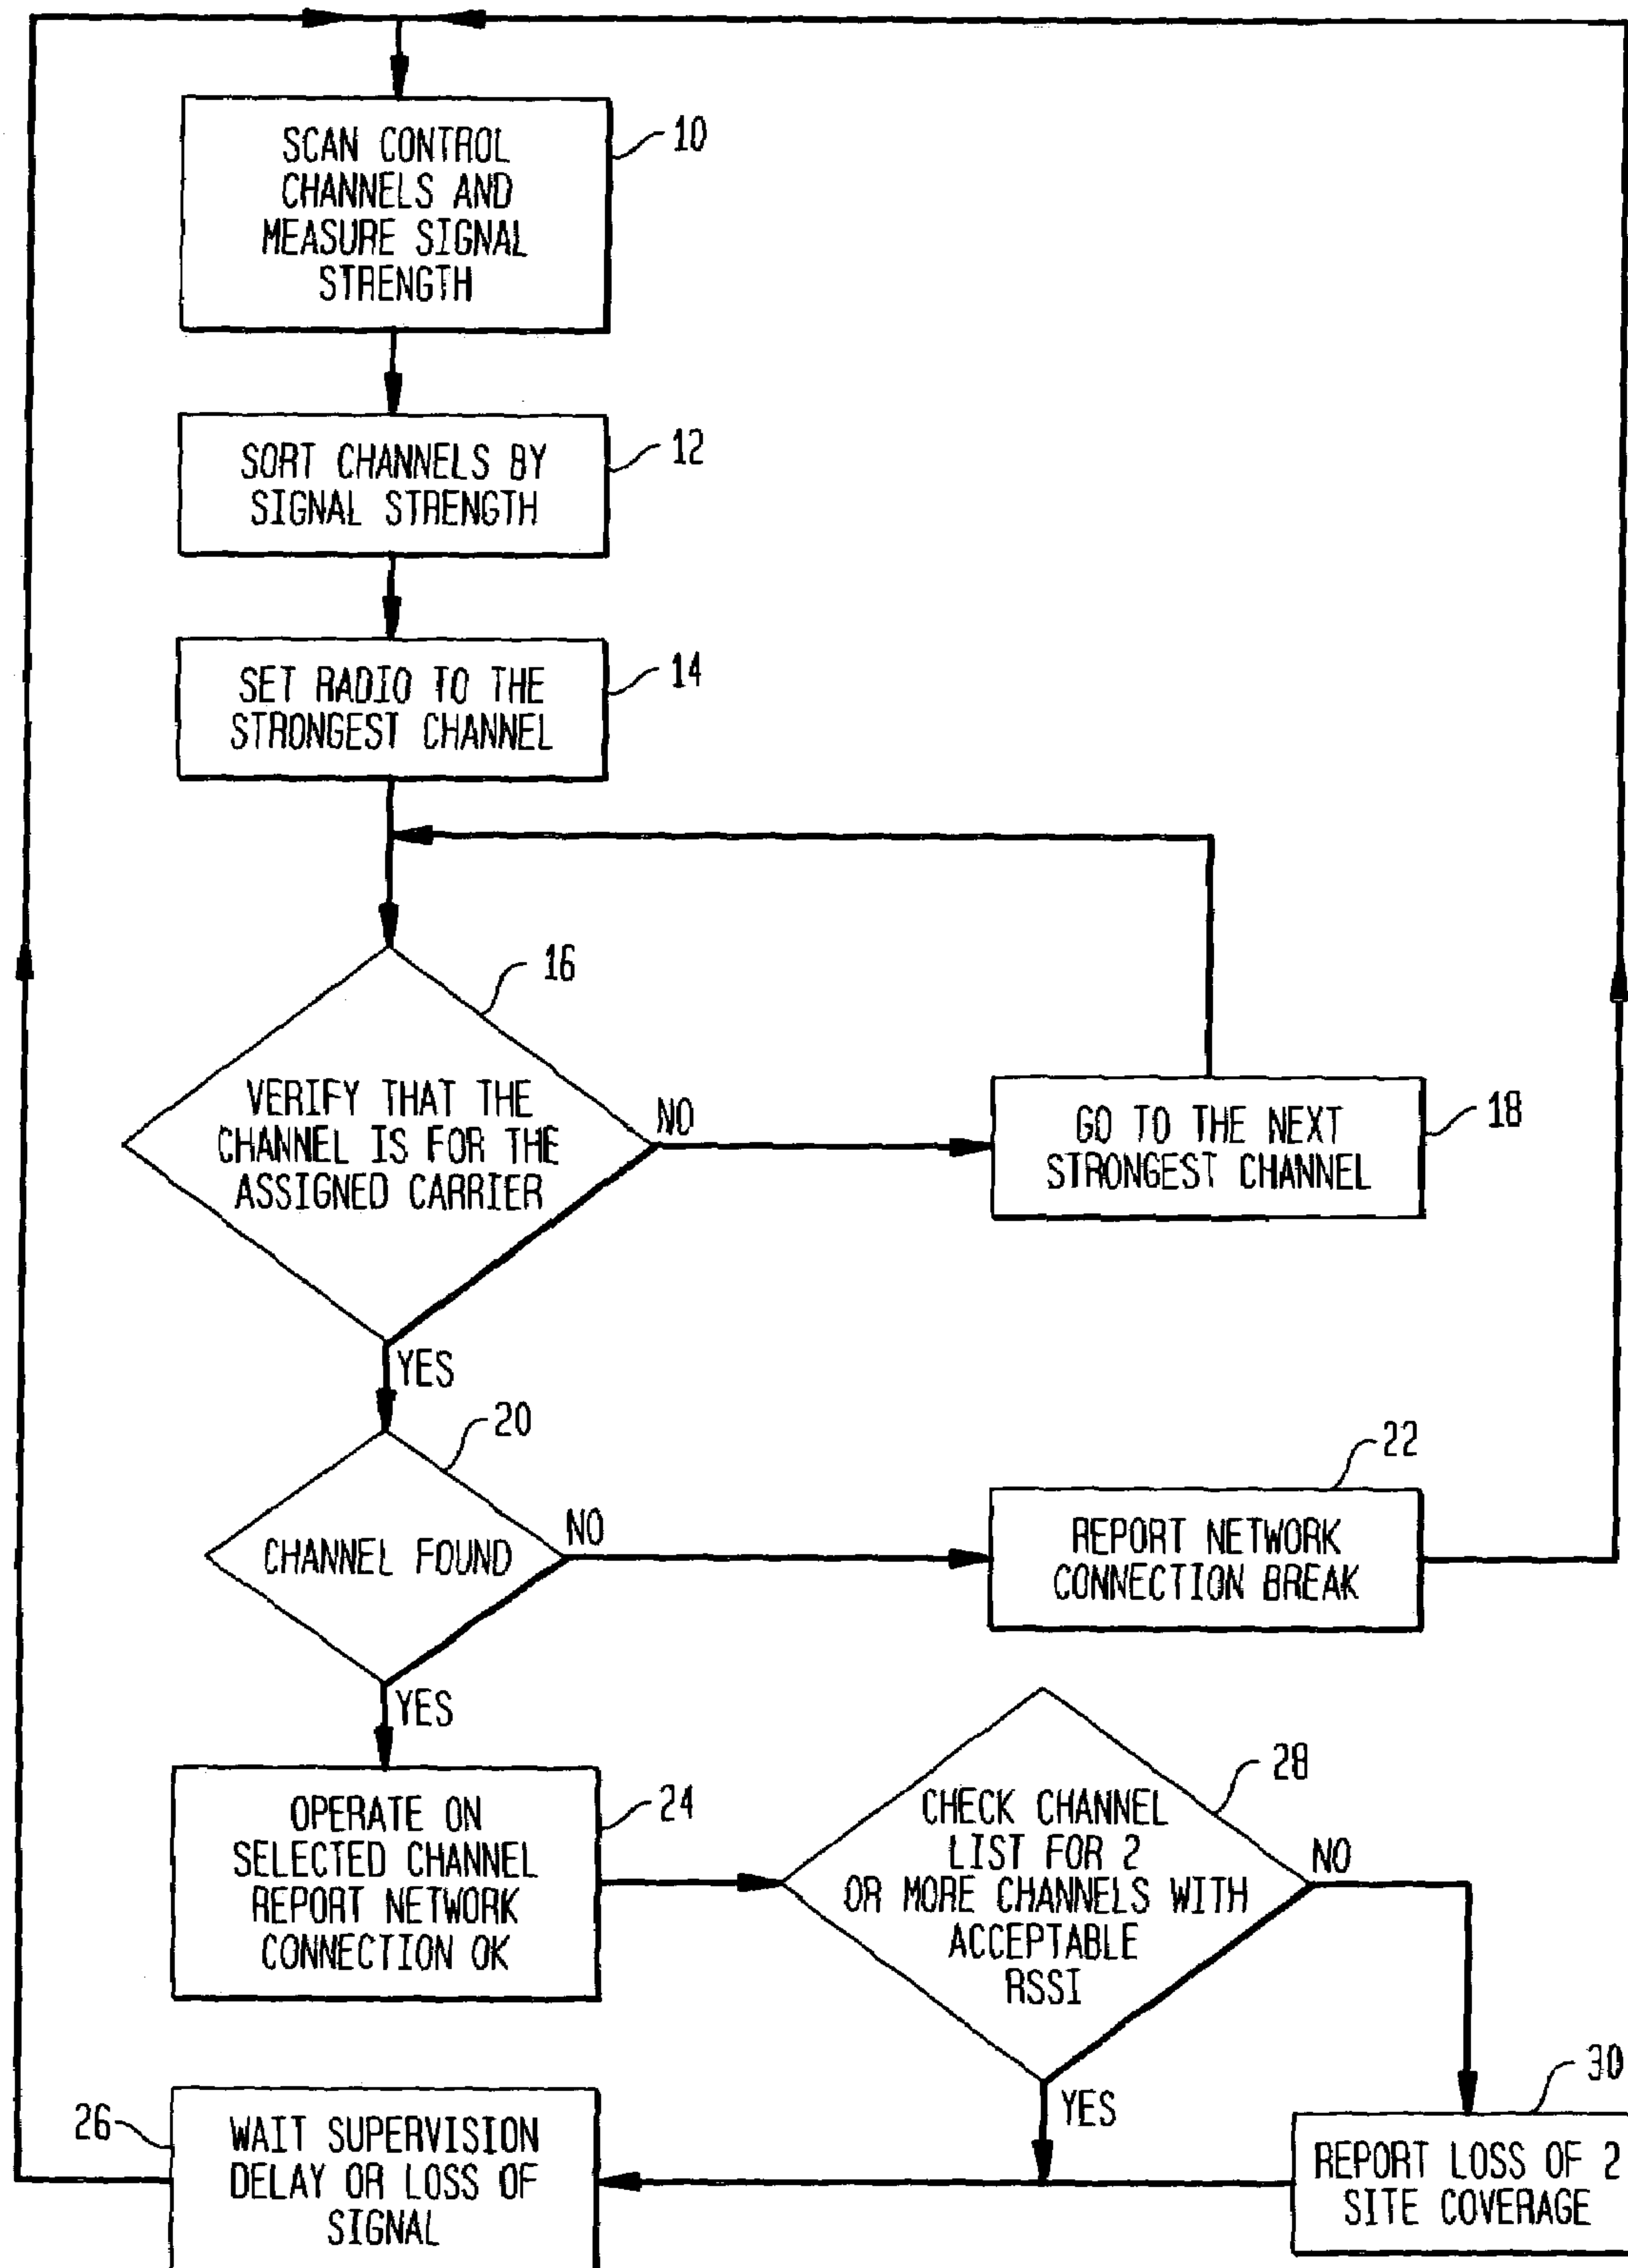 SCAN CONTROL
CHANNELS AND
MEASURE SIGNAL
STRENGTH
10
SORT CHANNELS BY
SIGNAL STRENGTH
12
SET RADIO TO THE
STRONGEST CHANNEL
14
16
VERIFY THAT THE
CHANNEL IS FOR THE
ASSIGNED CARRIER
NO
GO TO THE NEXT
STRONGEST CHANNEL
18
YES
20
CHANNEL FOUND
NO
22
REPORT NETWORK
CONNECTION BREAK
YES
OPERATE ON
SELECTED CHANNEL
REPORT NETWORK
CONNECTION OK
24
28
CHECK CHANNEL
LIST FOR 2
OR MORE CHANNELS WITH
ACCEPTABLE
RSSI
NO
YES
30
REPORT LOSS OF 2
SITE COVERAGE
26
WAIT SUPERVISION
DELAY OR LOSS OF
SIGNAL